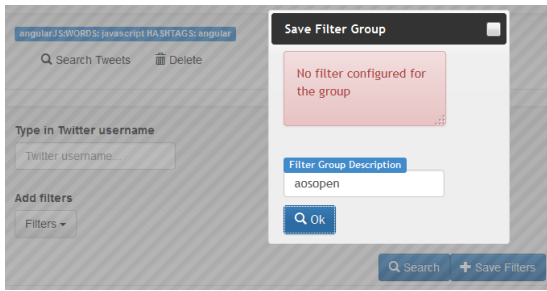 angularJS:WORDS: javascript HASHTAGS: angular
Search Tweets Delete
Type in Twitter username
Twitter username...
Add filters
Filters
Save Filter Group
No filter configured for
the group
Filter Group Description
aosopen
Ok
Search Save Filters